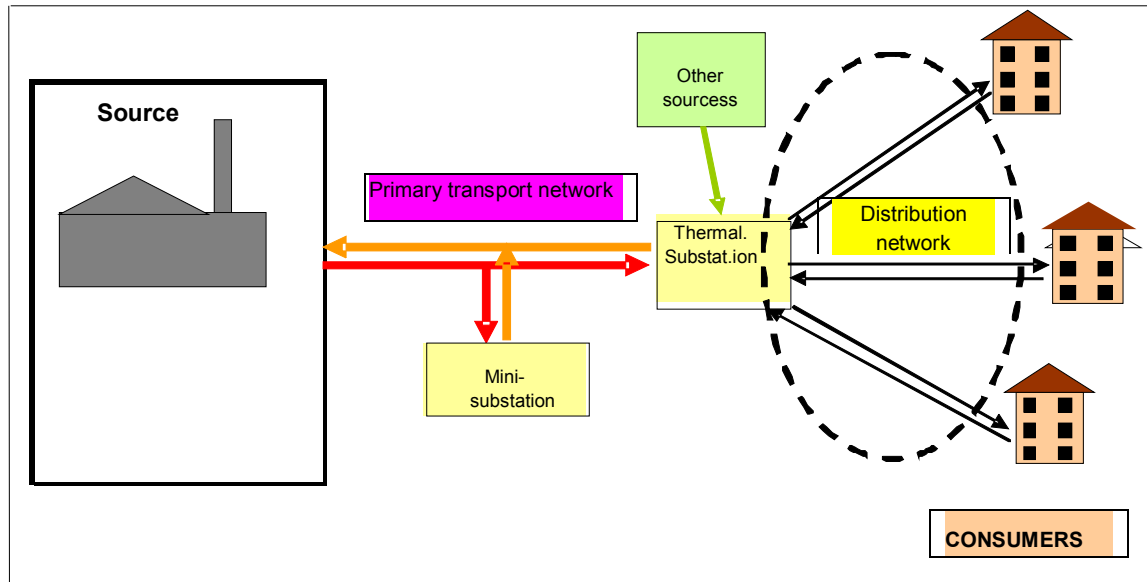 Source
Other
sourcess
Primary transport network
Thermal.
Substat.ion
Distribution
network
Mini-
substation
CONSUMERS